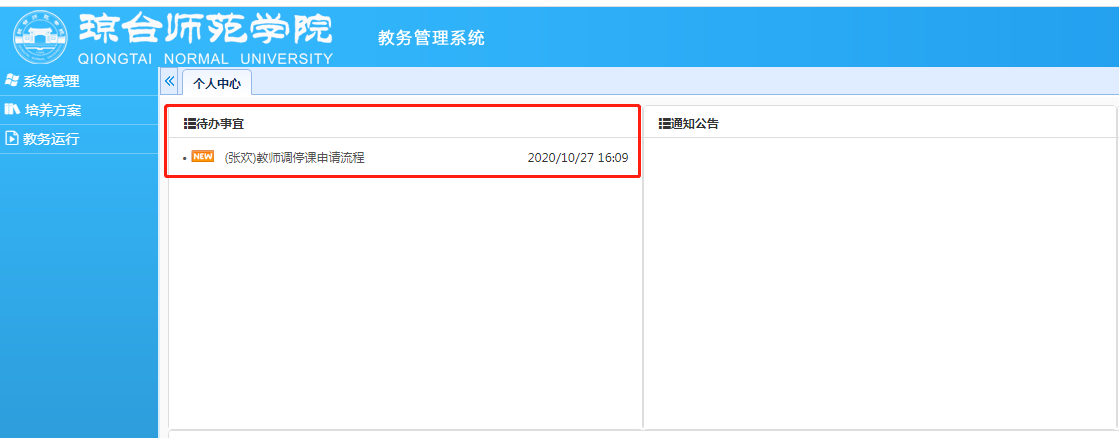 琼台师范学院
QIONGTAI NORMAL UNIVERSITY
教务管理系统
系统管理
培养方案
教务运行
个人中心
待办事宜
NEW (张欢)教师调停课申请流程 2020/10/27 16:09
通知公告